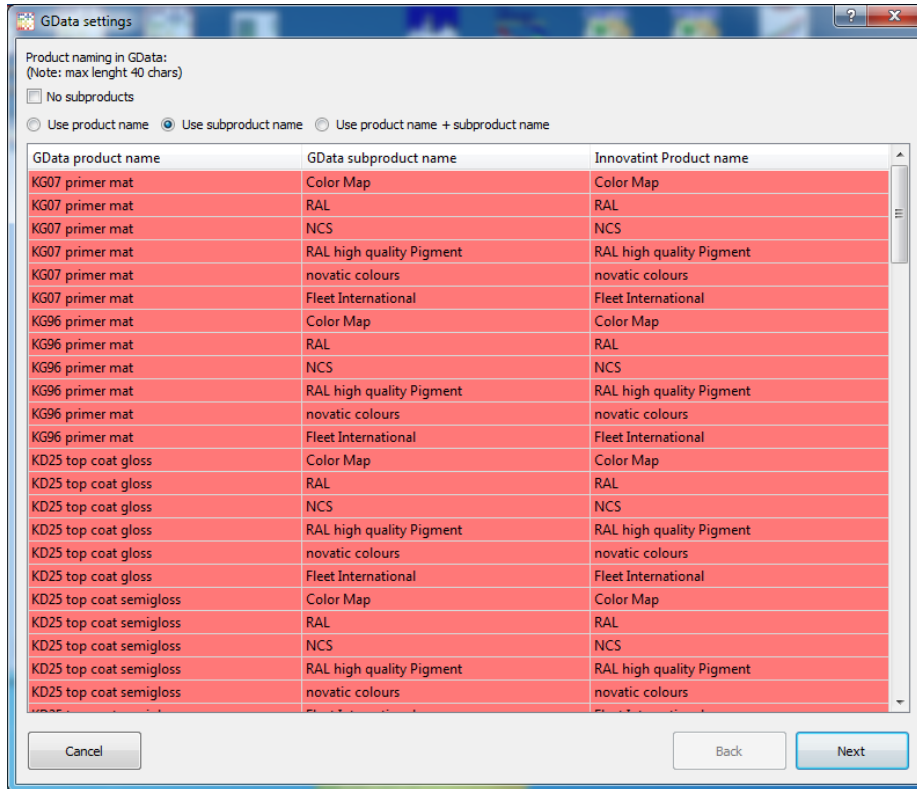 GData settings
Product naming in GData:
(Note: max lenght 40 chars)
No subproducts
Use product name Use subproduct name Use product name + subproduct name
GData product name GData subproduct name Innovatint Product name
KG07 primer mat Color Map Color Map
KG07 primer mat RAL RAL
KG07 primer mat NCS NCS
KG07 primer mat RAL high quality Pigment RAL high quality Pigment
KG07 primer mat novatic colours novatic colours
KG07 primer mat Fleet International Fleet International
KG96 primer mat Color Map Color Map
KG96 primer mat RAL RAL
KG96 primer mat NCS NCS
KG96 primer mat RAL high quality Pigment RAL high quality Pigment
KG96 primer mat novatic colours novatic colours
KG96 primer mat Fleet International Fleet International
KD25 top coat gloss Color Map Color Map
KD25 top coat gloss RAL RAL
KD25 top coat gloss NCS NCS
KD25 top coat gloss RAL high quality Pigment RAL high quality Pigment
KD25 top coat gloss novatic colours novatic colours
KD25 top coat gloss Fleet International Fleet International
KD25 top coat semigloss Color Map Color Map
KD25 top coat semigloss RAL RAL
KD25 top coat semigloss NCS NCS
KD25 top coat semigloss RAL high quality Pigment RAL high quality Pigment
KD25 top coat semigloss novatic colours novatic colours
Cancel Back Next